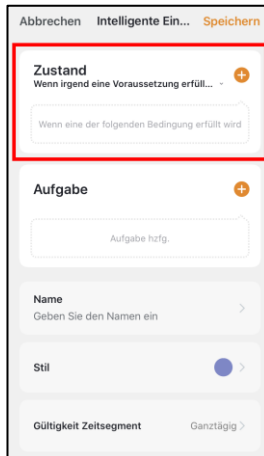 Abbrechen Intelligente Ein... Speichern
Zustand
Wenn irgend eine Voraussetzung erfüll...
Wenn eine der folgenden Bedingung erfüllt wird
Aufgabe
Aufgabe hzfg.
Name
Geben Sie den Namen ein
Stil
Gültigkeit Zeitsegment Ganztägig